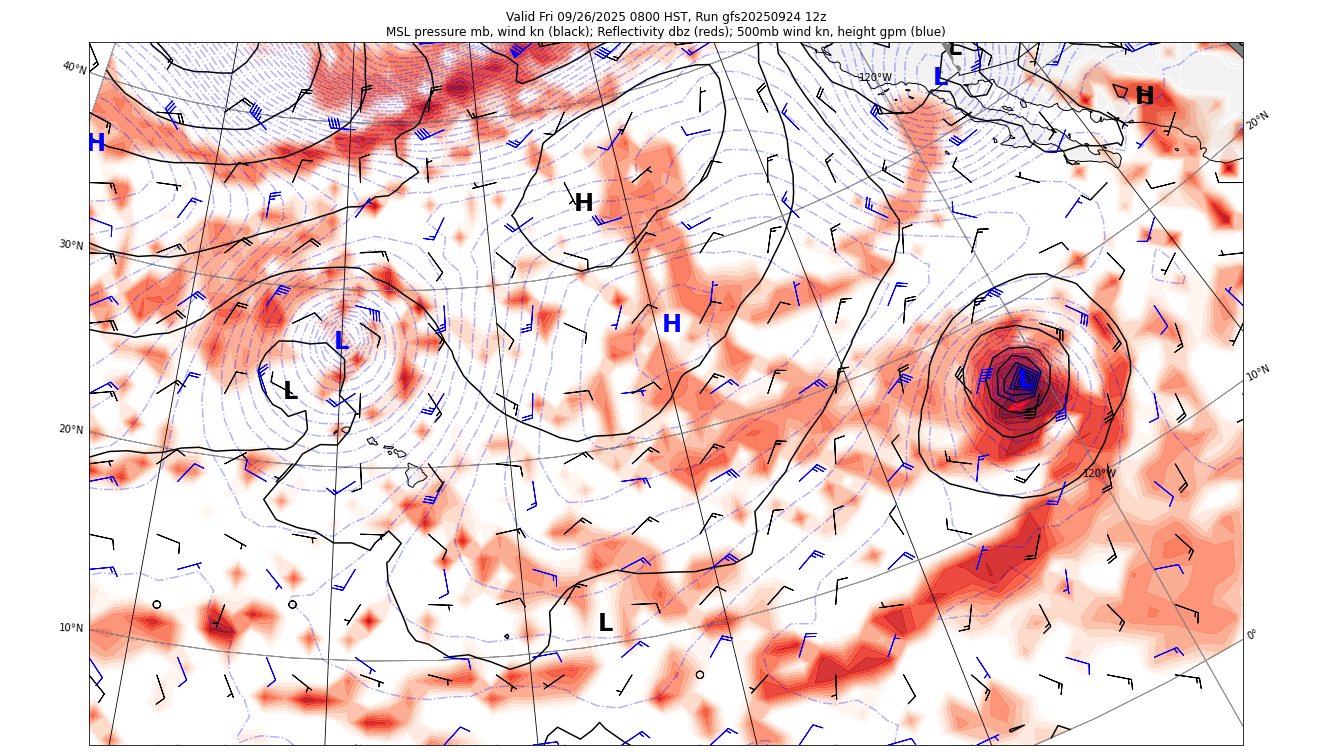 Valid Fri 09/26/2025 0800 HST, Run gfs20250924 12z
MSL pressure mb, wind kn (black); Reflectivity dbz (reds); 500mb wind kn, height gpm (blue)
L
40°N
120°W
L
H
20°N
H
H
30°N
H
L
10°N
L
L
20°N
120°W
L
10°N
0°